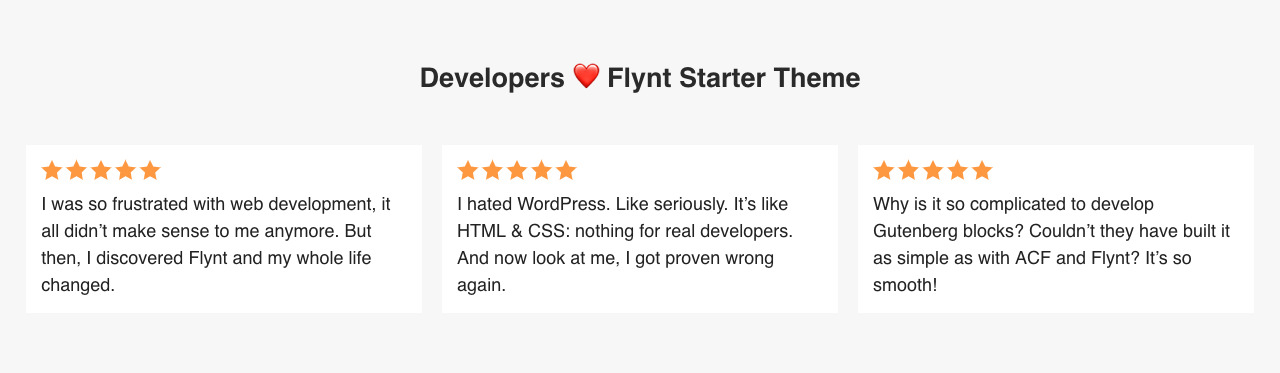 Developers ❤️ Flynt Starter Theme
I was so frustrated with web development, it
all didn’t make sense to me anymore. But
then, I discovered Flynt and my whole life
changed.
I hated WordPress. Like seriously. It’s like
HTML & CSS: nothing for real developers.
And now look at me, I got proven wrong
again.
Why is it so complicated to develop
Gutenberg blocks? Couldn’t they have built it
as simple as with ACF and Flynt? It’s so
smooth!